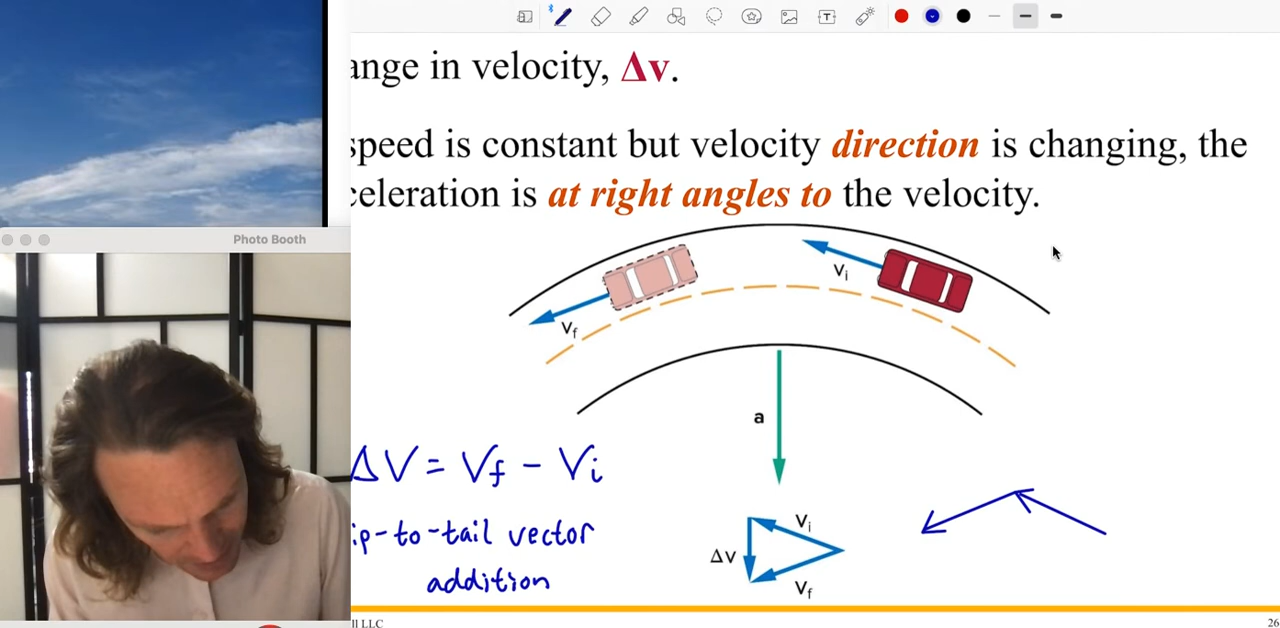 T
ange in velocity, Δv.
speed is constant but velocity direction is changing, the
celeration is at right angles to the velocity.
Photo Booth
Vi
Vf
a
ΔV = Vf - Vi
ip-to-tail vector
addition
Vi
ΔV
Vf
ll LLC
26